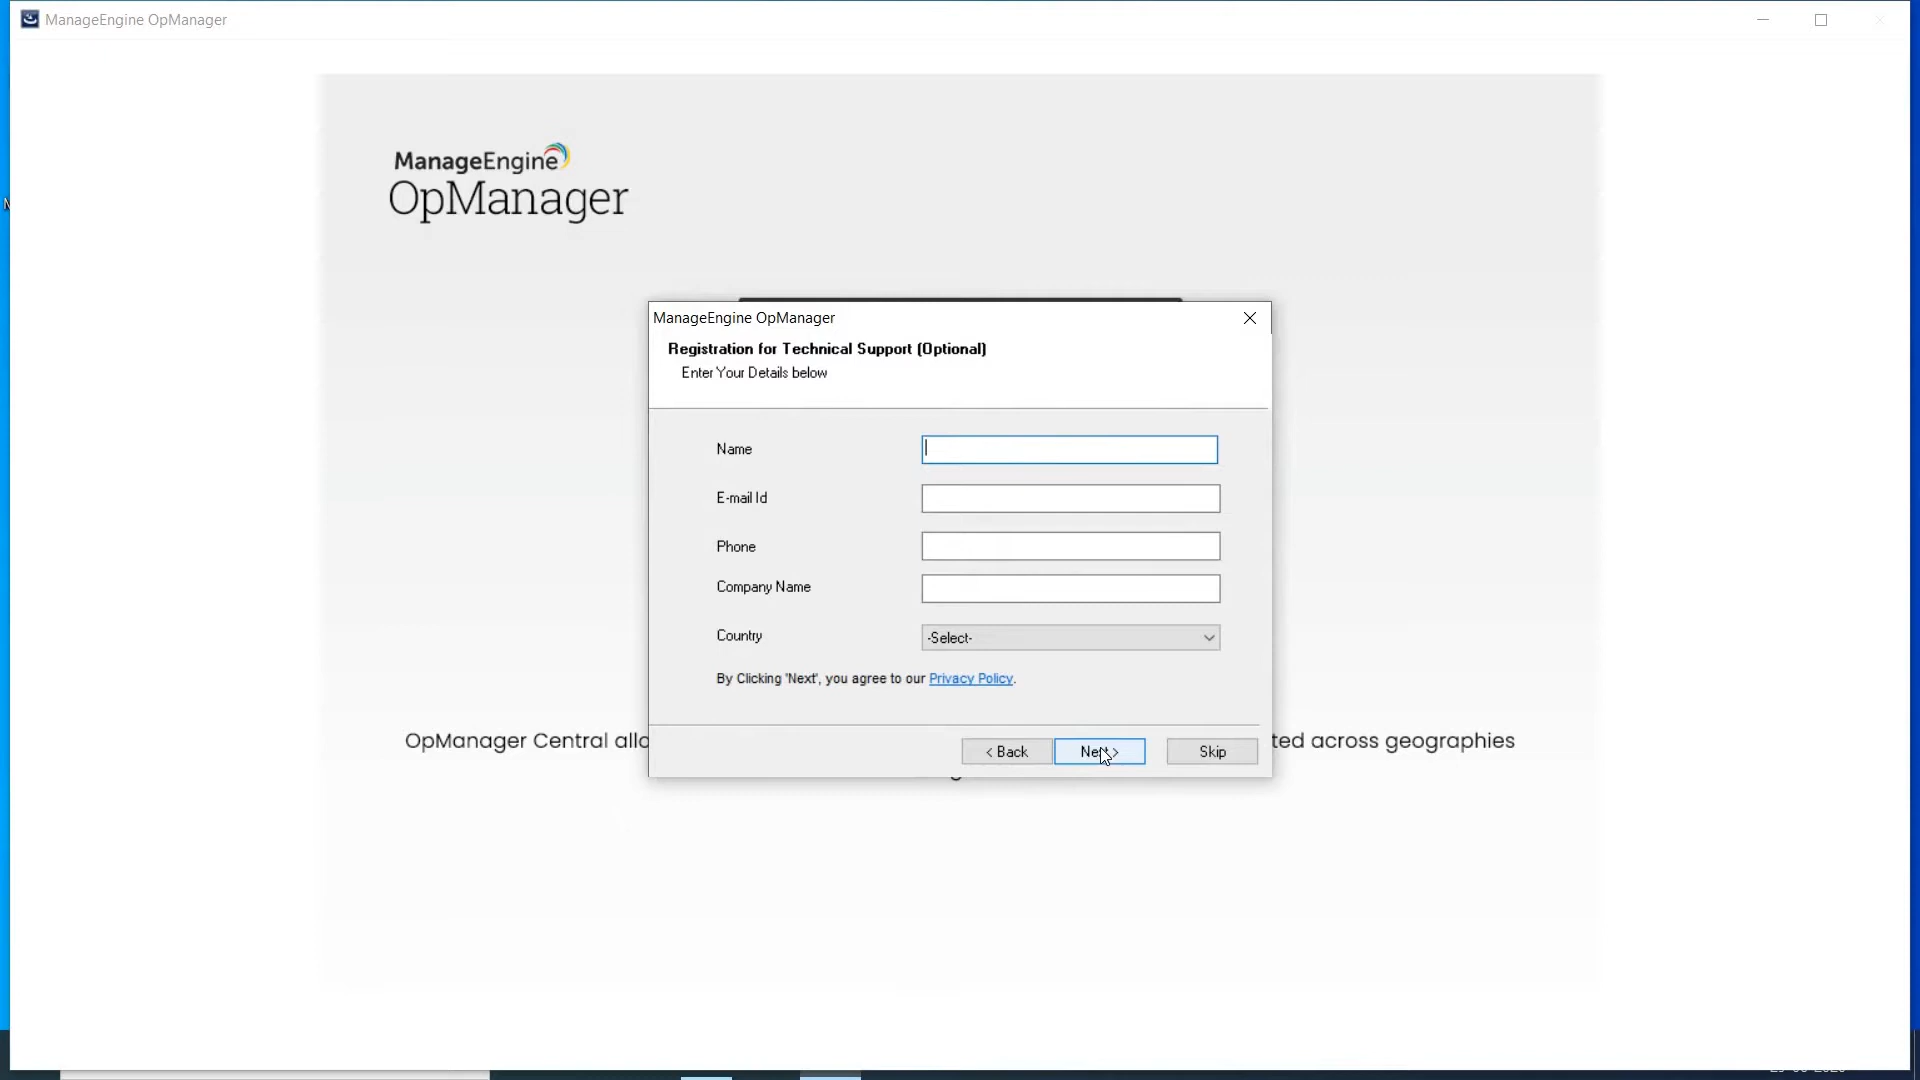 ManageEngine OpManager
ManageEngine
OpManager
ManageEngine OpManager
Registration for Technical Support (Optional)
Enter Your Details below
Name
E-mail Id
Phone
Company Name
Country
-Select-
By Clicking 'Next', you agree to our Privacy Policy.
OpManager Central
ted across geographies
< Back
Next >
Skip